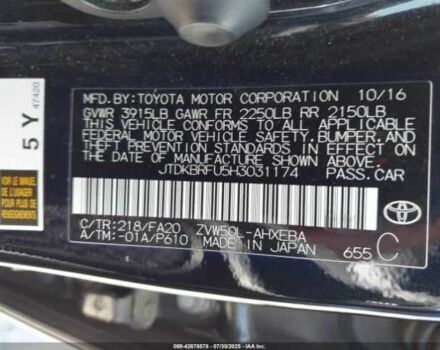 5 Y
47420
MFD. BY: TOYOTA MOTOR CORPORATION 10/16
GVWR 3915LB GAWR FR 2250LB RR 2150LB
THIS VEHICLE CONFORMS TO ALL APPLICABLE
FEDERAL MOTOR VEHICLE SAFETY, BUMPER, AND
THEFT PREVENTION STANDARDS IN EFFECT ON
THE DATE OF MANUFACTURE SHOWN ABOVE.
JTDKBRFU5H3031174 PASS.CAR
C/TR:218/FA20 ZVW50L-AHXEBA
A/TM:-01A/P610 MADE IN JAPAN
655 C
TOYOTA
000-42876578 07/30/2025